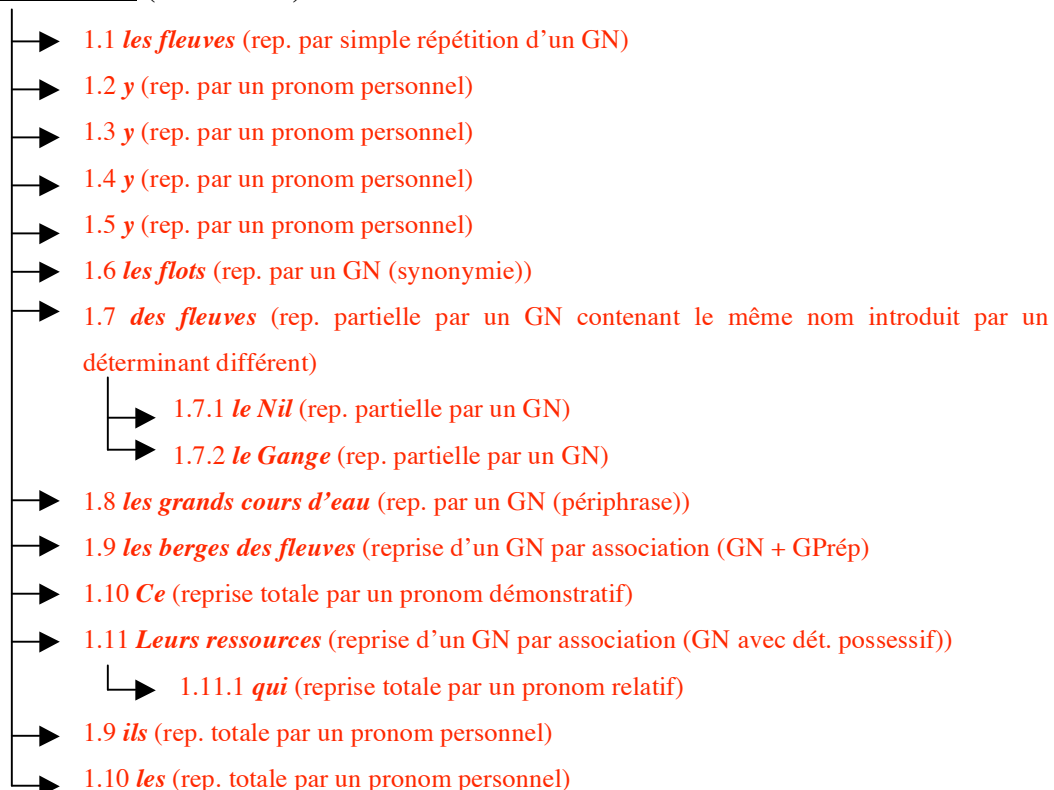 1.1 les fleuves (rep. par simple répétition d'un GN)
1.2 y (rep. par un pronom personnel)
1.3 y (rep. par un pronom personnel)
1.4 y (rep. par un pronom personnel)
1.5 y (rep. par un pronom personnel)
1.6 les flots (rep. par un GN (synonymie))
1.7 des fleuves (rep. partielle par un GN contenant le même nom introduit par un
déterminant différent)
1.7.1 le Nil (rep. partielle par un GN)
1.7.2 le Gange (rep. partielle par un GN)
1.8 les grands cours d'eau (rep. par un GN (périphrase))
1.9 les berges des fleuves (reprise d'un GN par association (GN + GPrép)
1.10 Ce (reprise totale par un pronom démonstratif)
1.11 Leurs ressources (reprise d'un GN par association (GN avec dét. possessif))
1.11.1 qui (reprise totale par un pronom relatif)
1.9 ils (rep. totale par un pronom personnel)
1.10 les (rep. totale par un pronom personnel)